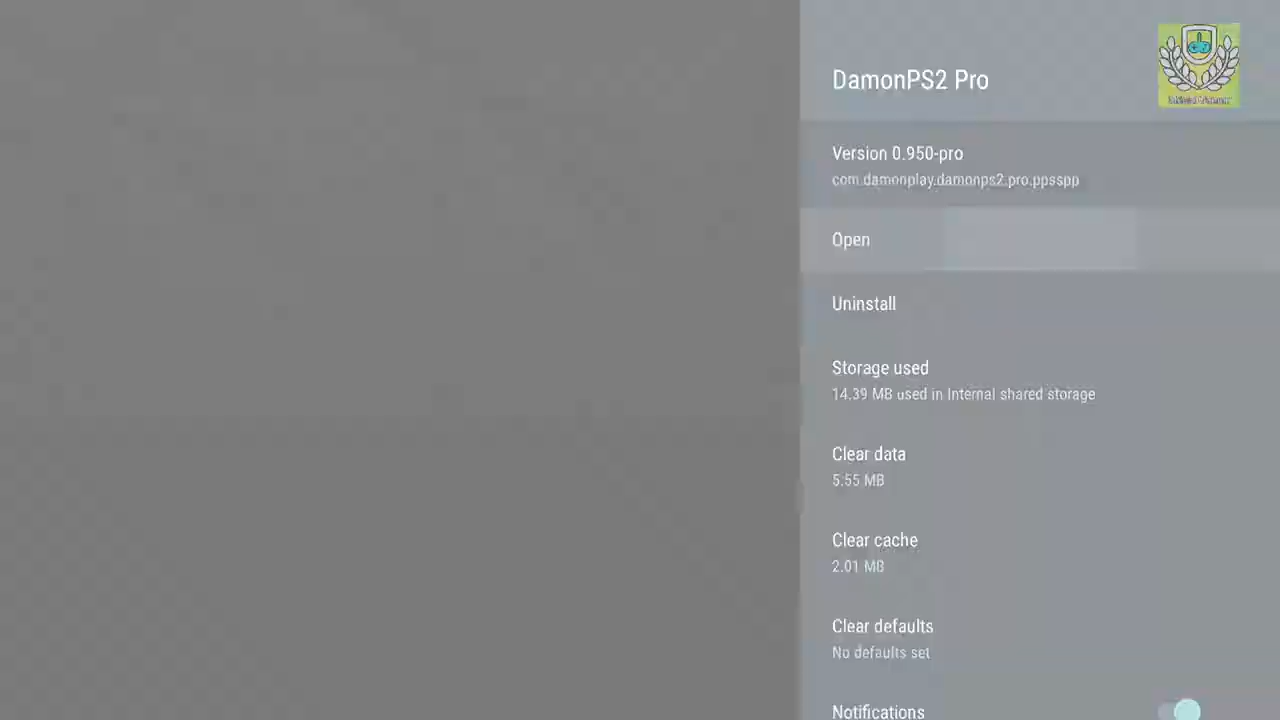 DamonPS2 Pro
Version 0.950-pro
com.damonplay.damonps2.pro.ppsspp
Open
Uninstall
Storage used
14.39 MB used in Internal shared storage
Clear data
5.55 MB
Clear cache
2.01 MB
Clear defaults
No defaults set
Notifications